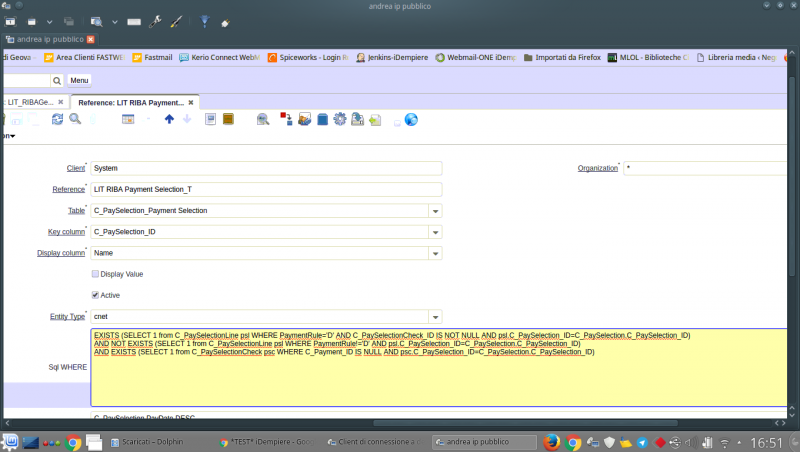 andrea ip pubblico
andrea ip pubblico
di Geova
Area Clienti FASTWE
Fastmail
Kerio Connect WebM
Spiceworks - Login R
Jenkins-iDempiere
Webmail-ONE iDemp
Importati da Firefox
MLOL - Biblioteche C
Libreria media ‹ Neg
Menu
: LIT_RIBAGe...
Reference: LIT RIBA Payment...
on
Client
System
Organization
*
Reference
LIT RIBA Payment Selection_T
Table
C_PaySelection_Payment Selection
Key column
C_PaySelection_ID
Display column
Name
Display Value
Active
Entity Type
cnet
Sql WHERE
EXISTS (SELECT 1 from C_PaySelectionLine psl WHERE PaymentRule='D' AND C_PaySelectionCheck_ID IS NOT NULL AND psl.C_PaySelection_ID=C_PaySelection.C_PaySelection_ID)
AND NOT EXISTS (SELECT 1 from C_PaySelectionLine psl WHERE PaymentRule!='D' AND psl.C_PaySelection_ID=C_PaySelection.C_PaySelection_ID)
AND EXISTS (SELECT 1 from C_PaySelectionCheck psc WHERE C_Payment_ID IS NULL AND psc.C_PaySelection_ID=C_PaySelection.C_PaySelection_ID)
C_PaySelection.PayDate DESC
Scaricati – Dolphin
*TEST* iDempiere - Goo
Client di connessione a d
andrea ip pubblico
16:51